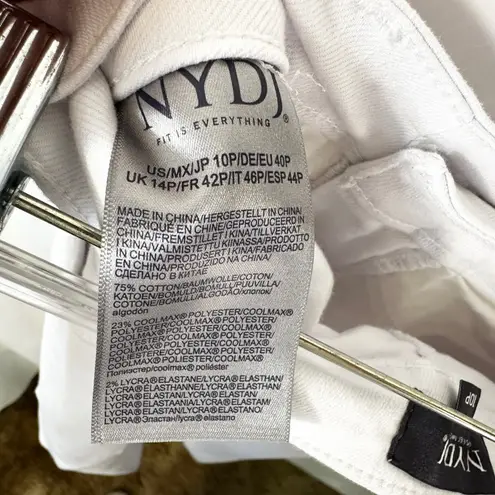 NYDJ®
FIT IS EVERYTHING
US/MX/JP 10P/DE/EU 40P
UK 14P/FR 42P/IT 46P/ESP 44P
MADE IN CHINA/HERGESTELLT IN CHINA/
FABRIQUÉ EN CHINE/GEPRODUCEERD IN
CHINA/FREMSTILLET I KINA/TILLVERKAT
I KINA/VALMISTETTU KIINASSA/PRODOTTO
IN CHINA/PRODUSERT I KINA/FABRICADO
EN CHINA/PRODUZIDO NA CHINA/
СДЕЛАНО В КИТАЕ
75% COTTON/BAUMWOLLE/COTON/
KATOEN/BOMULD/BOMULL/PUUVILLA/
COTONE/BOMULL/ALGODÃO/хлопок/
algodón
23% COOLMAX® POLYESTER/COOLMAX®
POLYESTER/COOLMAX® POLYESTER/
COOLMAX® POLYESTER/COOLMAX®
POLYESTER/COOLMAX® POLYESTER/
COOLMAX® POLYESTERI/COOLMAX®
POLIESTERE/COOLMAX® POLYESTER/
COOLMAX® POLIÉSTER/COOLMAX®
Полиэстер/coolmax® poliéster
2% LYCRA®ELASTANE/LYCRA®ELASTHAN/
LYCRA®ELASTHANNE/LYCRA®ELASTAAN/
LYCRA®ELASTAN/LYCRA®ELASTAN/
LYCRA®ELASTAANIA/LYCRA®ELASTAN/
LYCRA®ELASTAN/LYCRA®ELASTANO/
LYCRA®Эластан/lycra®elastano
10P
NYDJ